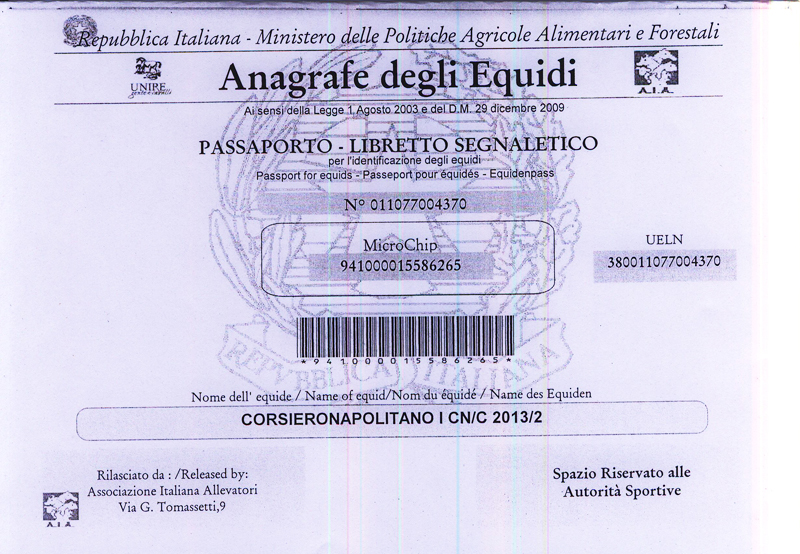 Repubblica Italiana - Ministero delle Politiche Agricole Alimentari e Forestali
UNIRE
A.I.A.
Anagrafe degli Equidi
Ai sensi della Legge 1 Agosto 2003 e del D.M. 29 dicembre 2009
PASSAPORTO - LIBRETTO SEGNALETICO
per l'identificazione degli equidi
Passport for equids - Passeport pour équidés - Equidenpass
Nº 011077004370
MicroChip
941000015586265
UELN
380011077004370
*941000015586265*
REPVBBLICA ITALIANA
Nome dell' equide / Name of equid/Nom du équidé / Name des Equiden
CORSIERONAPOLITANO I CN/C 2013/2
Rilasciato da : /Released by:
Associazione Italiana Allevatori
Via G. Tomassetti,9
A.I.A.
Spazio Riservato alle
Autorità Sportive